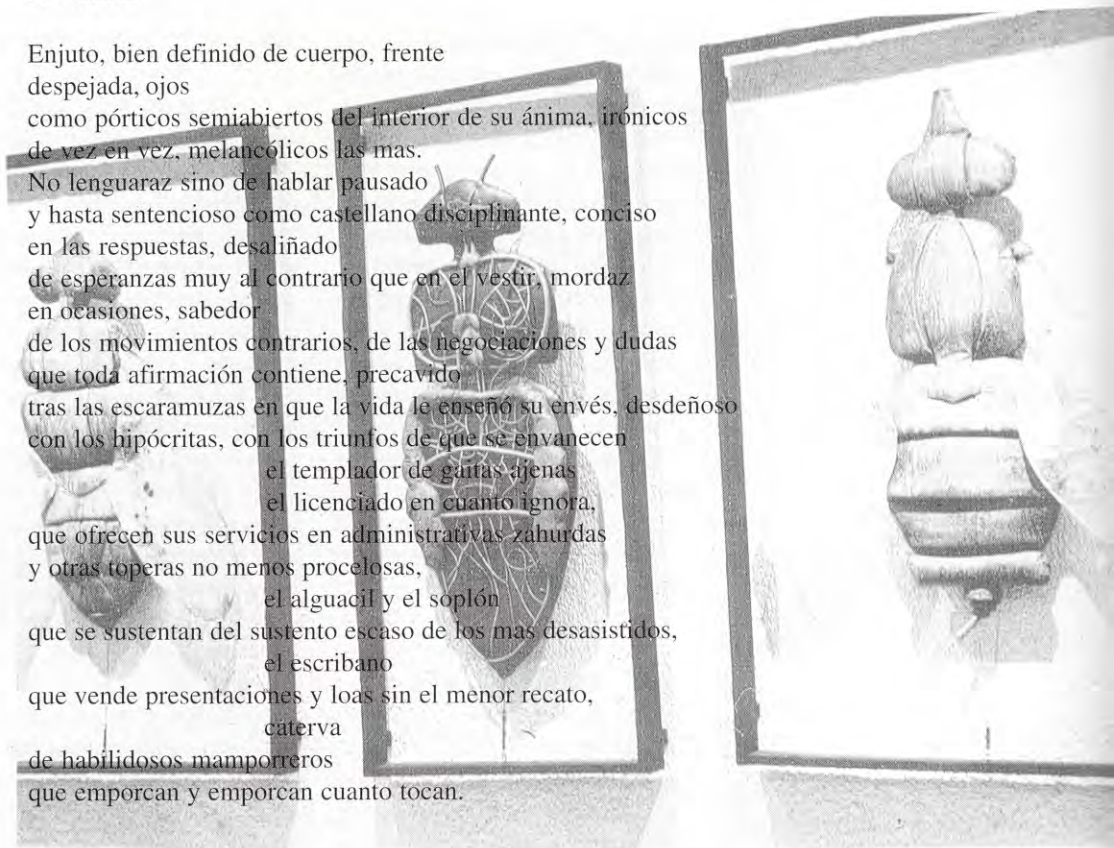 Enjuto, bien definido de cuerpo, frente
despejada, ojos
como pórticos semiabiertos del interior de su ánima, irónicos
de vez en vez, melancólicos las mas.
No lenguaraz sino de hablar pausado
y hasta sentencioso como castellano disciplinante, conciso
en las respuestas, desaliñado
de esperanzas muy al contrario que en el vestir, mordaz
en ocasiones, sabedor
de los movimientos contrarios, de las negociaciones y dudas
que toda afirmación contiene, precavido
tras las escaramuzas en que la vida le enseñó su envés, desdeñoso
con los hipócritas, con los triunfos de que se envanecen
el templador de gaitas ajenas
el licenciado en cuanto ignora,
que ofrecen sus servicios en administrativas zahurdas
y otras toperas no menos procelosas,
el alguacil y el soplón
que se sustentan del sustento escaso de los mas desasistidos,
el escribano
que vende presentaciones y loas sin el menor recato,
caterva
de habilidosos mamporreros
que emporcan y emporcan cuanto tocan.